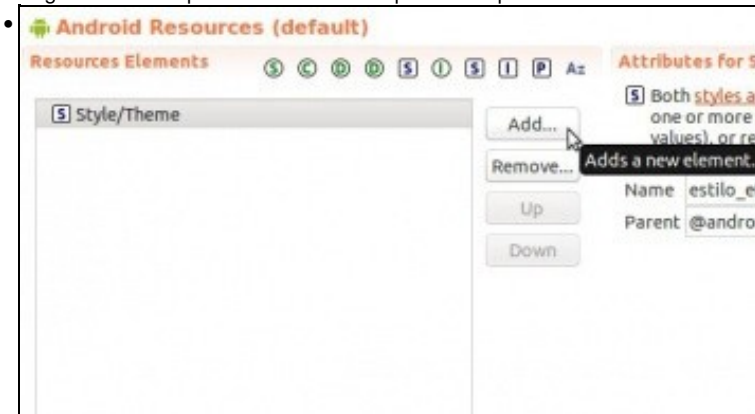 Android Resources (default)
Resources Elements
S C D D S I S I P Az
Attributes for S
S Style/Theme
Add...
Remove...
Up
Down
S Both styles a
one or more
values), or re
Adds a new element.
Name estilo_e
Parent @andro